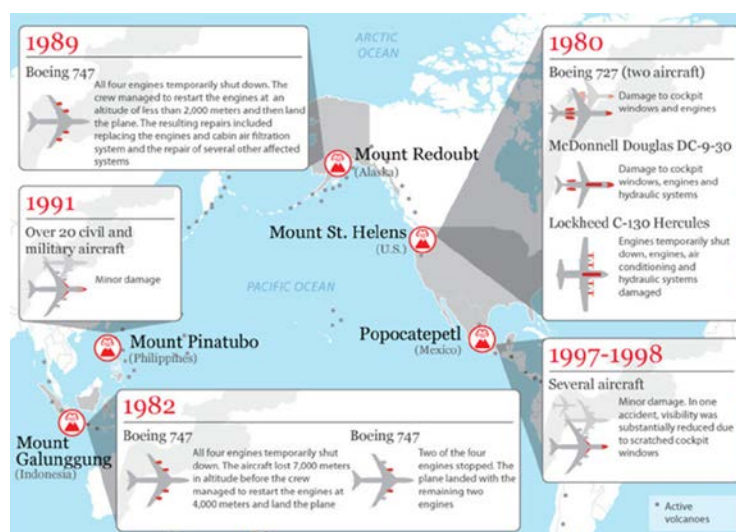 1989
Boeing 747
All four engines temporarily shut down. The
crew managed to restart the engines at an
altitude of less than 2,000 meters and then land
the plane. The resulting repairs included
replacing the engines and cabin air filtration
system and the repair of several other affected
systems
ARCTIC
OCEAN
1980
Boeing 727 (two aircraft)
Damage to cockpit
windows and engines
McDonnell Douglas DC-9-30
Damage to cockpit
windows, engines and
hydraulic systems
Lockheed C-130 Hercules
Engines temporarily shut
down, engines, air
conditioning and
hydraulic systems
damaged
Mount Redoubt
(Alaska)
1991
Over 20 civil and
military aircraft
Minor damage
Mount St. Helens
(U.S.)
PACIFIC OCEAN
Mount Pinatubo
(Philippines)
Popocatepetl
(Mexico)
1997-1998
Several aircraft
Minor damage. In one
accident, visibility was
substantially reduced due
to scratched cockpit
windows
Mount
Galunggung
(Indonesia)
1982
Boeing 747
All four engines temporarily shut
down. The aircraft lost 7,000 meters
in altitude before the crew
managed to restart the engines at
4,000 meters and land the plane
Boeing 747
Two of the four
engines stopped. The
plane landed with the
remaining two
engines
Active
volcanoes